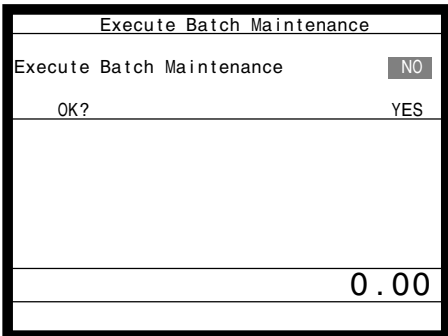 Execute Batch Maintenance
Execute Batch Maintenance NO
OK? YES
0.00